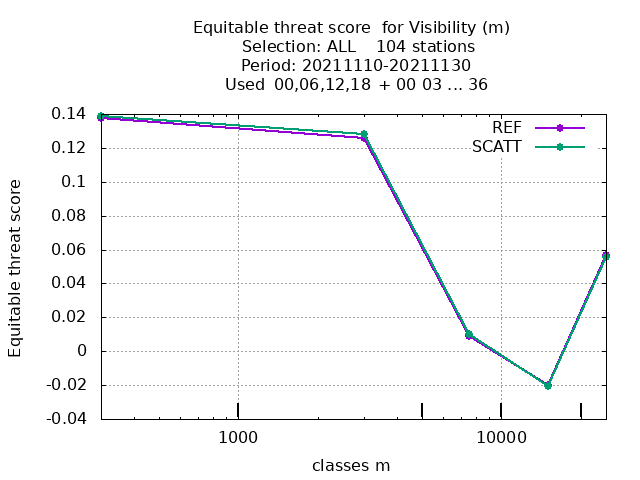 Equitable threat score  for Visibility (m)
Selection: ALL    104 stations
Period: 20211110-20211130
Used  00,06,12,18  + 00 03 ... 36
REF
SCATT
0.14
0.12
0.1
0.08
0.06
0.04
0.02
0
-0.02
-0.04
Equitable threat score
1000
10000
classes m